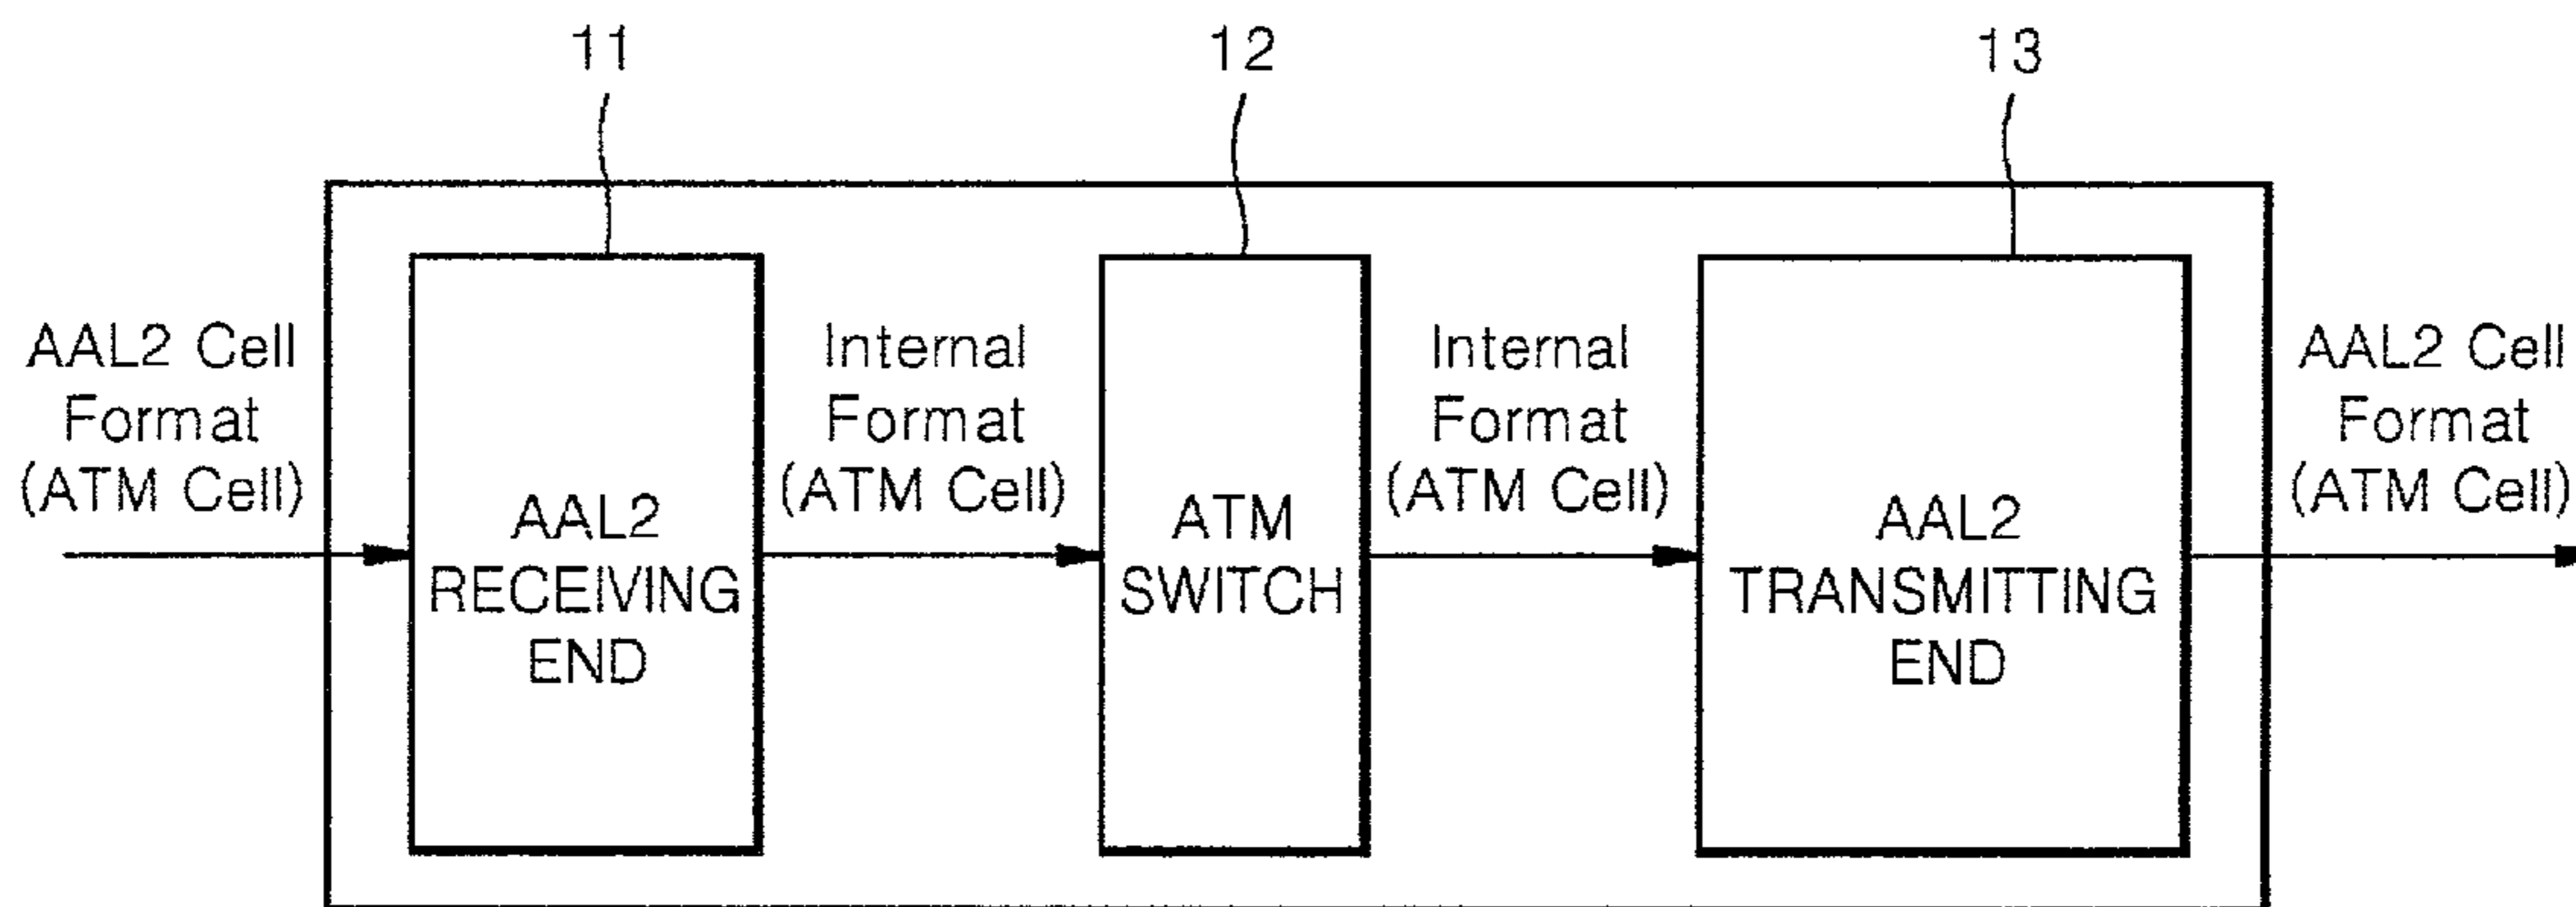 11
12
13
AAL2 Cell
Format
(ATM Cell)
AAL2
RECEIVING
END
Internal
Format
(ATM Cell)
ATM
SWITCH
Internal
Format
(ATM Cell)
AAL2
TRANSMITTING
END
AAL2 Cell
Format
(ATM Cell)